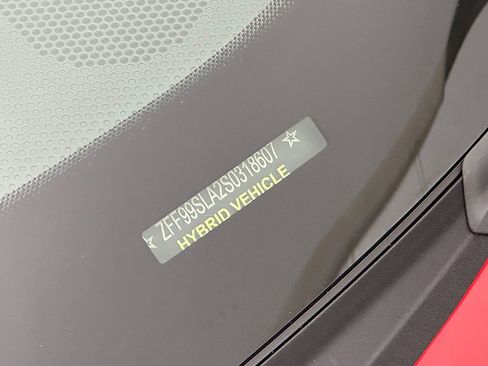 ☆ ZFF99SLA2S0318607 ☆
HYBRID VEHICLE